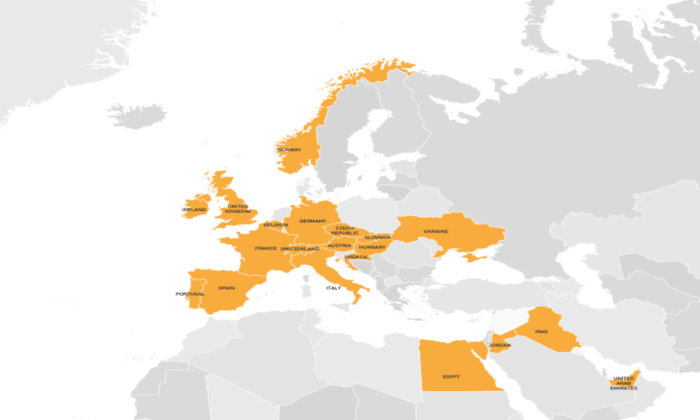 NORWAY
IRELAND
UNITED
KINGDOM
BELGIUM
GERMANY
CZECH
REPUBLIC
SLOVAKIA
UKRAINE
FRANCE
SWITZERLAND
AUSTRIA
HUNGARY
CROATIA
PORTUGAL
SPAIN
ITALY
JORDAN
IRAQ
EGYPT
UNITED
ARAB
EMIRATES